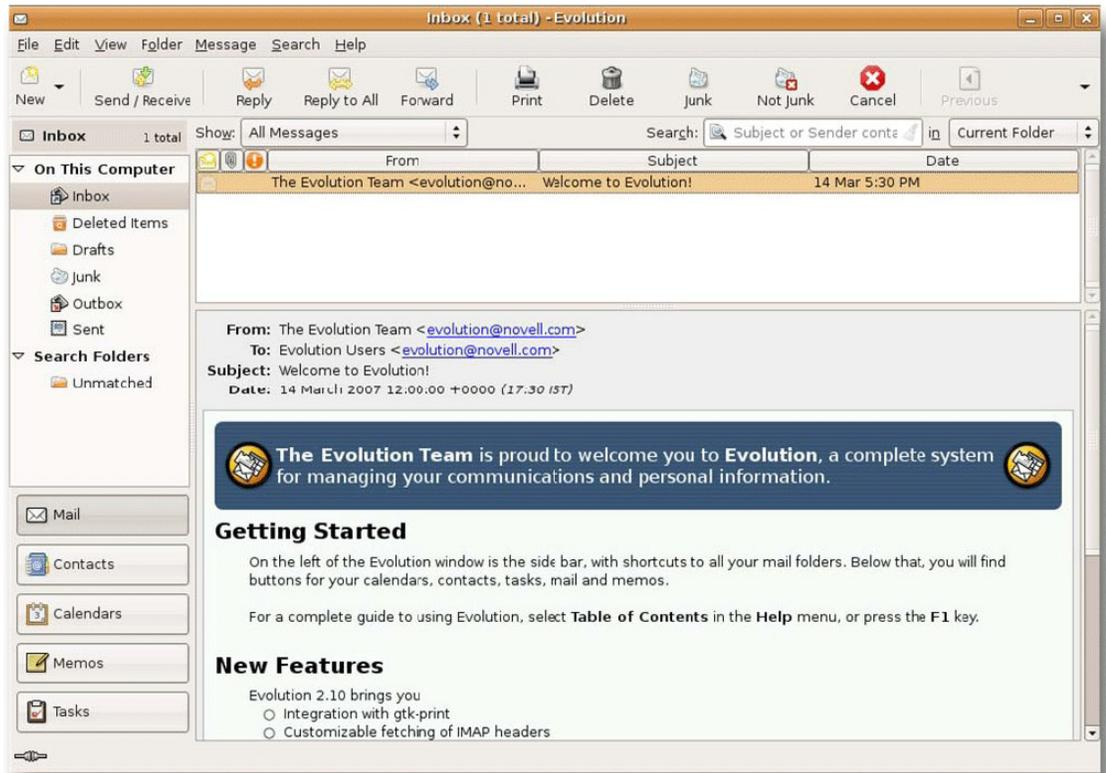 Inbox (1 total) - Evolution
File Edit View Folder Message Search Help
New Send / Receive Reply Reply to All Forward Print Delete Junk Not Junk Cancel Previous
Inbox 1 total
Show: All Messages Search: Subject or Sender conta in Current Folder
From Subject Date
The Evolution Team <evolution@no... Welcome to Evolution! 14 Mar 5:30 PM
On This Computer
Inbox
Deleted Items
Drafts
Junk
Outbox
Sent
Search Folders
Unmatched
Mail
Contacts
Calendars
Memos
Tasks
From: The Evolution Team <evolution@novell.com>
To: Evolution Users <evolution@novell.com>
Subject: Welcome to Evolution!
Date: 14 March 2007 12:00:00 +0000 (17:30 IST)
The Evolution Team is proud to welcome you to Evolution, a complete system
for managing your communications and personal information.
Getting Started
On the left of the Evolution window is the side bar, with shortcuts to all your mail folders. Below that, you will find
buttons for your calendars, contacts, tasks, mail and memos.
For a complete guide to using Evolution, select Table of Contents in the Help menu, or press the F1 key.
New Features
Evolution 2.10 brings you
Integration with gtk-print
Customizable fetching of IMAP headers